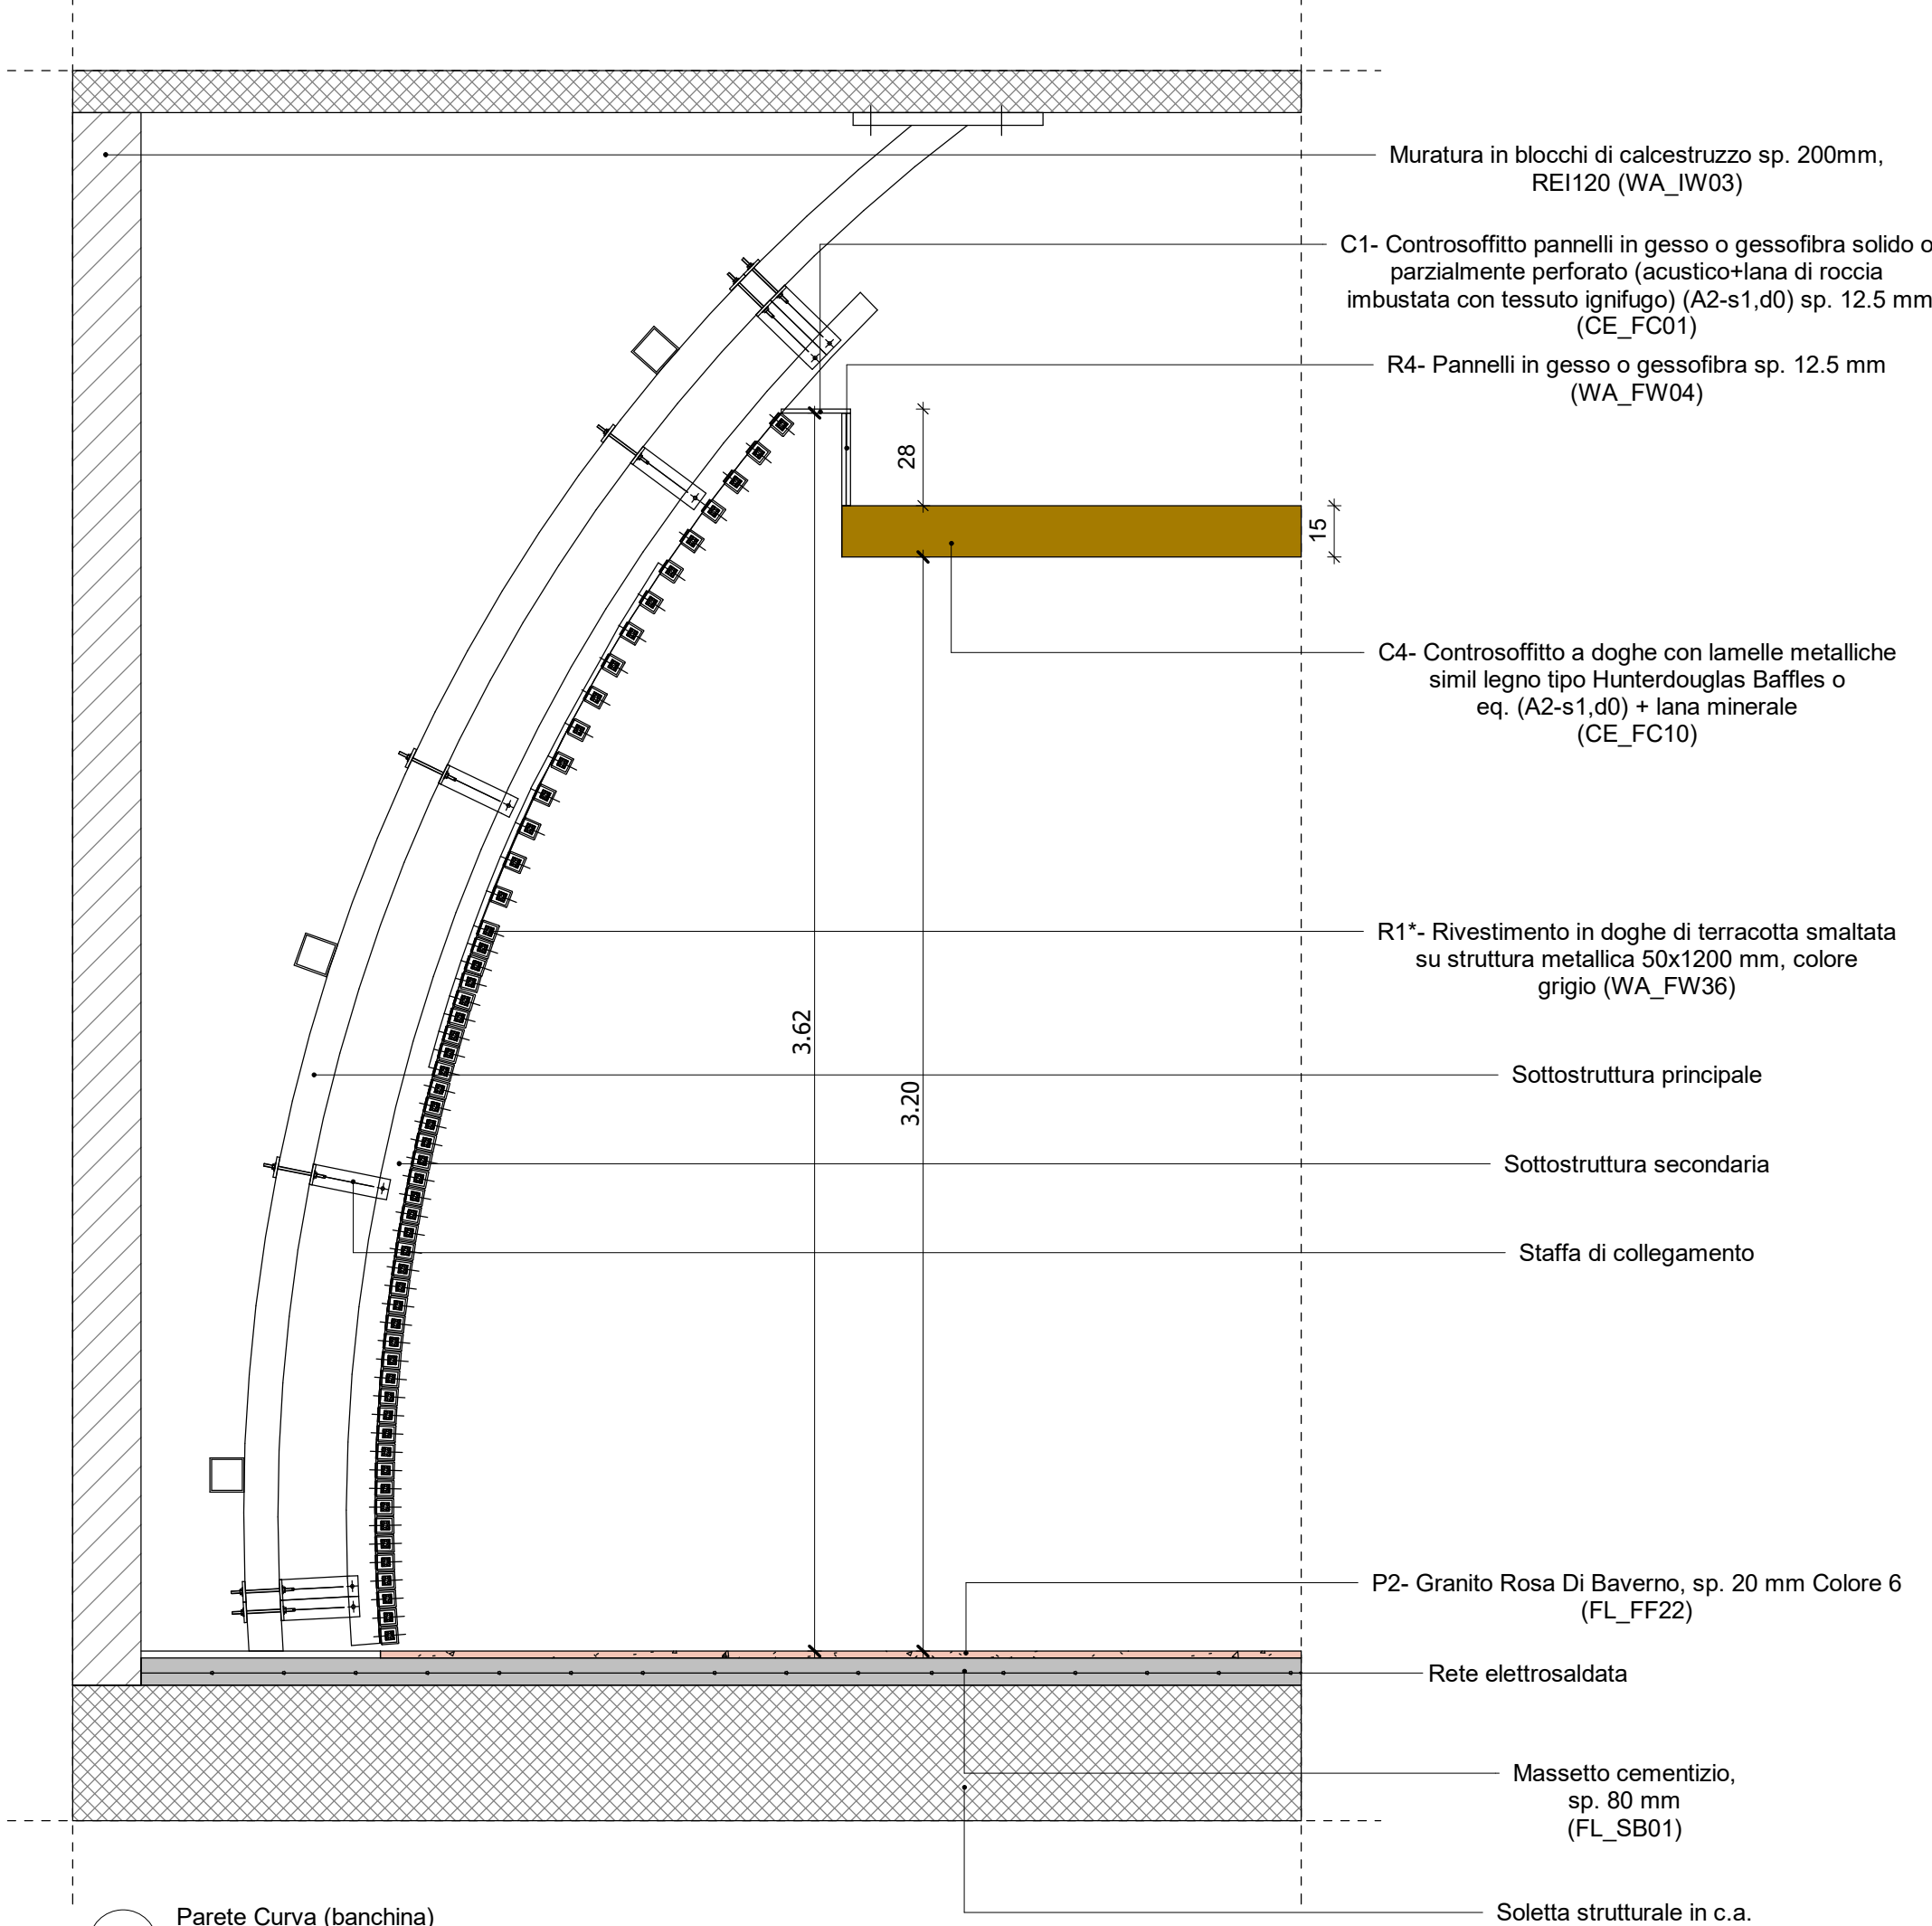 Muratura in blocchi di calcestruzzo sp. 200mm,
REI120 (WA_IW03)
C1- Controsoffitto pannelli in gesso o gessofibra solido o
parzialmente perforato (acustico+lana di roccia
imbustata con tessuto ignifugo) (A2-s1,d0) sp. 12.5 mm
(CE_FC01)
R4- Pannelli in gesso o gessofibra sp. 12.5 mm
(WA_FW04)
28
15
C4- Controsoffitto a doghe con lamelle metalliche
simil legno tipo Hunterdouglas Baffles o
eq. (A2-s1,d0) + lana minerale
(CE_FC10)
R1*- Rivestimento in doghe di terracotta smaltata
su struttura metallica 50x1200 mm, colore
grigio (WA_FW36)
3.62
3.20
Sottostruttura principale
Sottostruttura secondaria
Staffa di collegamento
P2- Granito Rosa Di Baverno, sp. 20 mm Colore 6
(FL_FF22)
Rete elettrosaldata
Massetto cementizio,
sp. 80 mm
(FL_SB01)
Soletta strutturale in c.a.
Parete Curva (banchina)